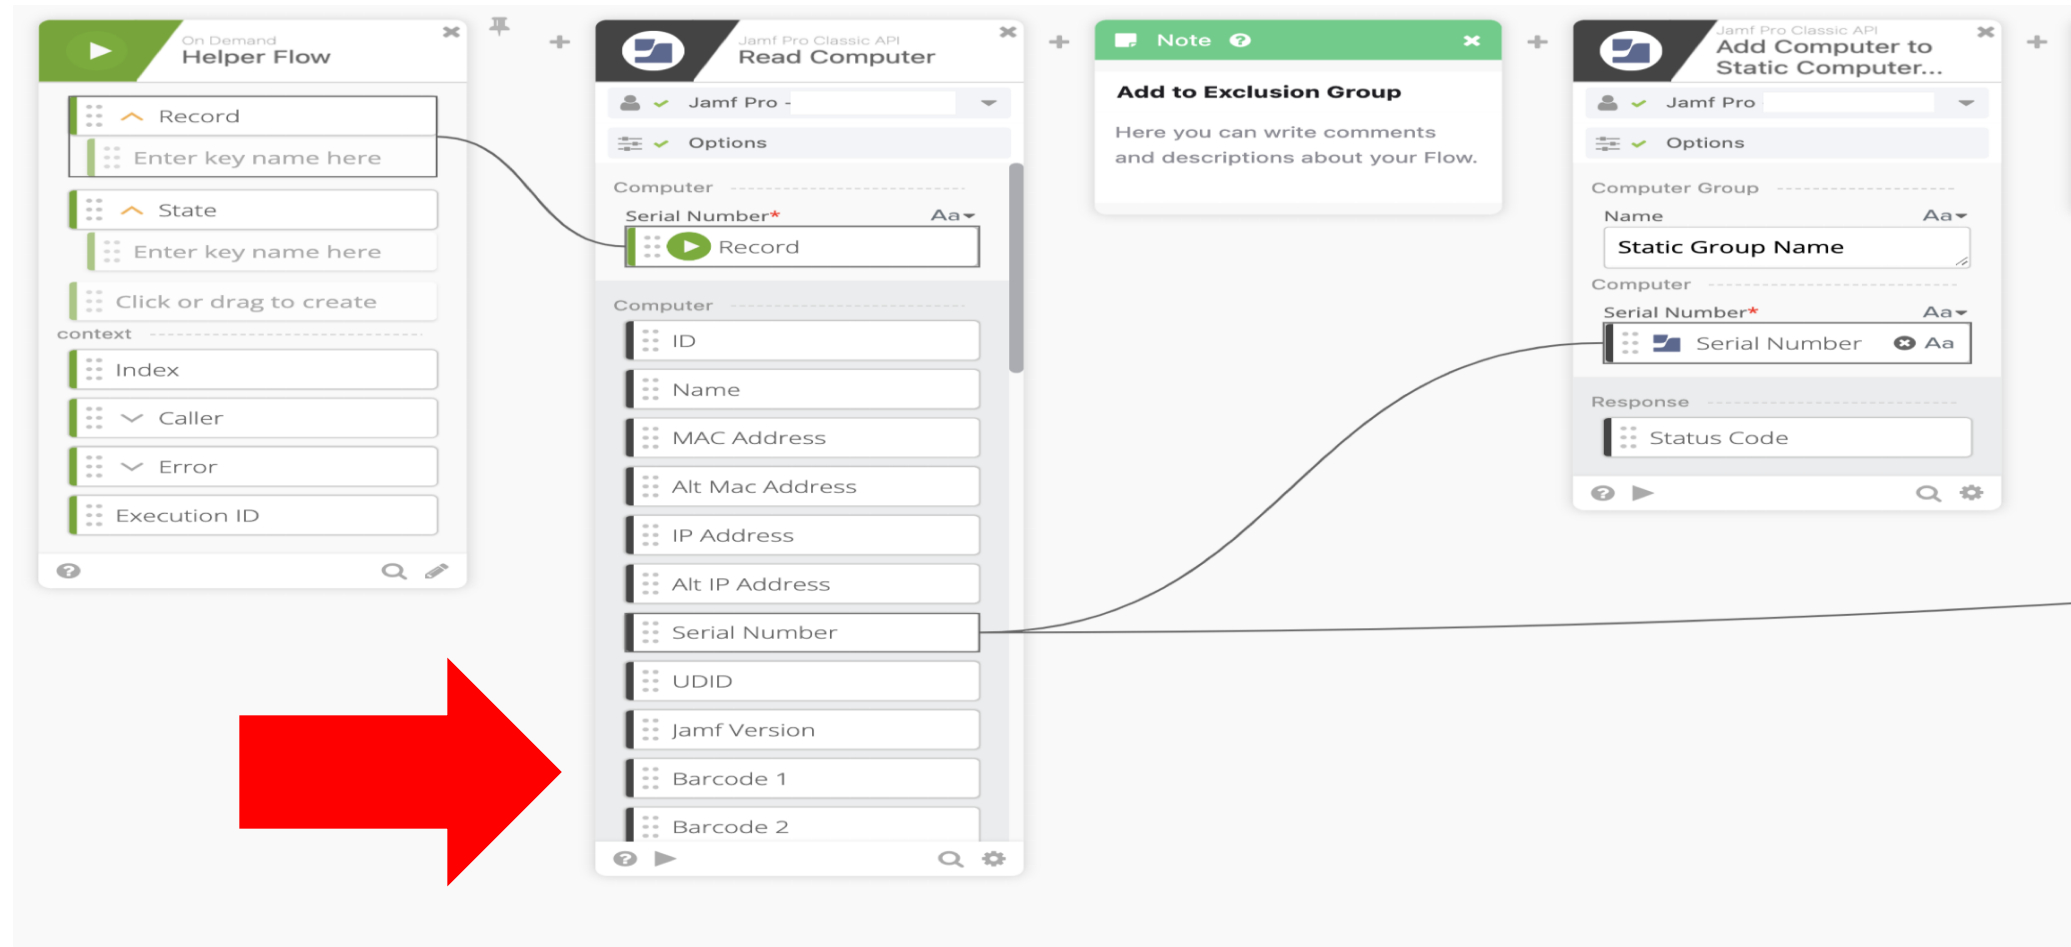 On Demand
Helper Flow
Record
Enter key name here
State
Enter key name here
Click or drag to create
context
Index
Caller
Error
Execution ID
Jamf Pro Classic API
Read Computer
Jamf Pro -
Options
Computer
Serial Number* Aa
Record
Computer
ID
Name
MAC Address
Alt Mac Address
IP Address
Alt IP Address
Serial Number
UDID
Jamf Version
Barcode 1
Barcode 2
Note
Add to Exclusion Group
Here you can write comments
and descriptions about your Flow.
Jamf Pro Classic API
Add Computer to
Static Computer...
Jamf Pro
Options
Computer Group
Name Aa
Static Group Name
Computer
Serial Number* Aa
Serial Number Aa
Response
Status Code